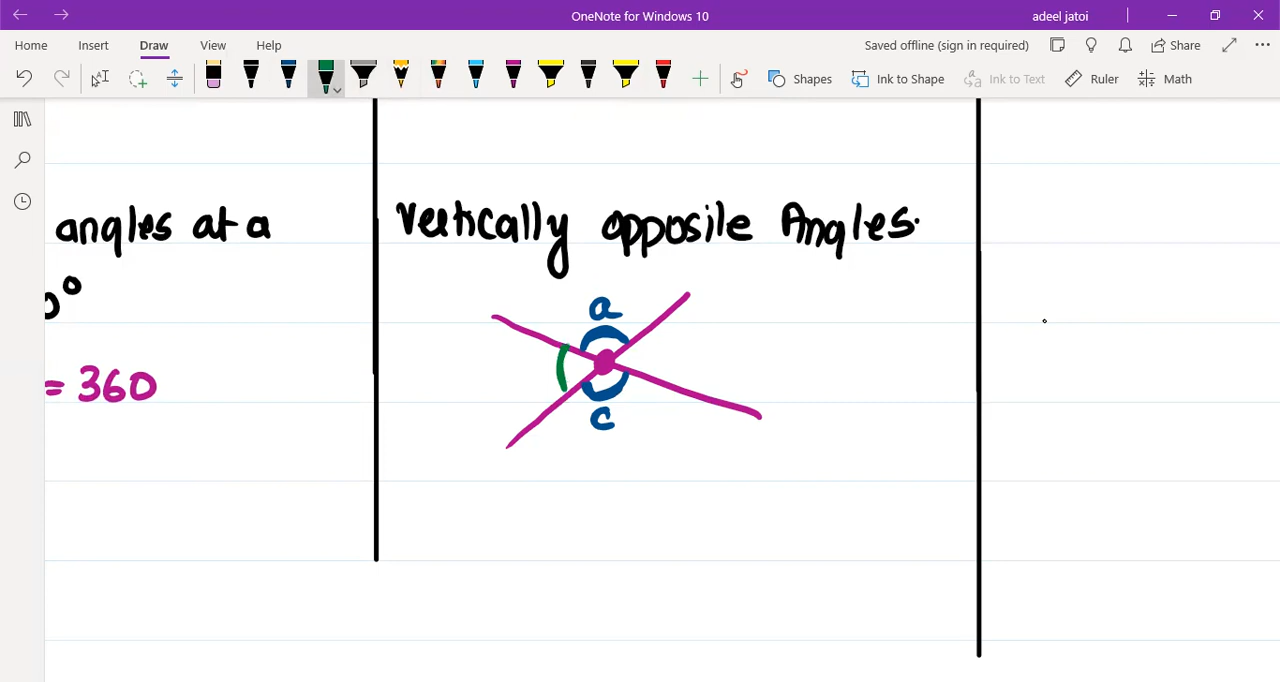 OneNote for Windows 10
adeel jatoi
Home Insert Draw View Help
Saved offline (sign in required)
Share
Shapes
Ink to Shape
Ink to Text
Ruler
Math
angles at a
0°
= 360
Vertically opposite Angles.
a
c